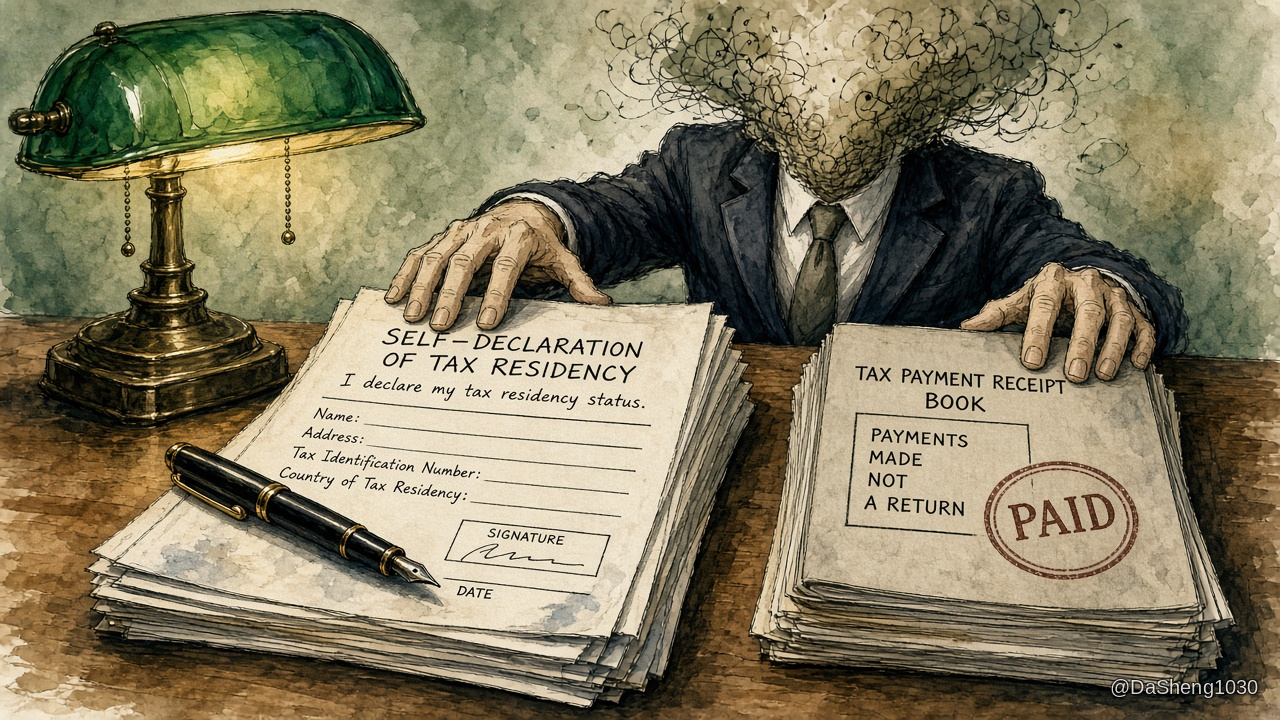 SELF-DECLARATION
OF TAX RESIDENCY
I declare my tax residency status.
Name:
Address:
Tax Identification Number:
Country of Tax Residency:
SIGNATURE
DATE
TAX PAYMENT RECEIPT
BOOK
PAYMENTS
MADE
NOT
A RETURN
PAID
@DaSheng1030